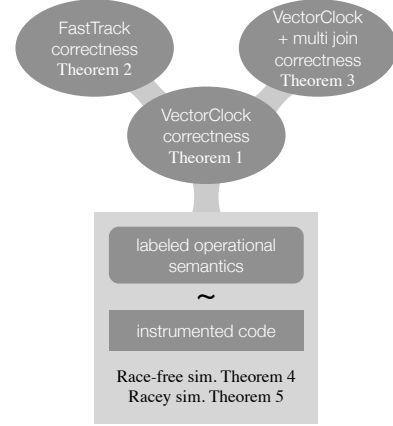 FastTrack
correctness
Theorem 2
VectorClock
+ multi join
correctness
Theorem 3
VectorClock
correctness
Theorem 1
labeled operational
semantics
~
instrumented code
Race-free sim. Theorem 4
Racey sim. Theorem 5